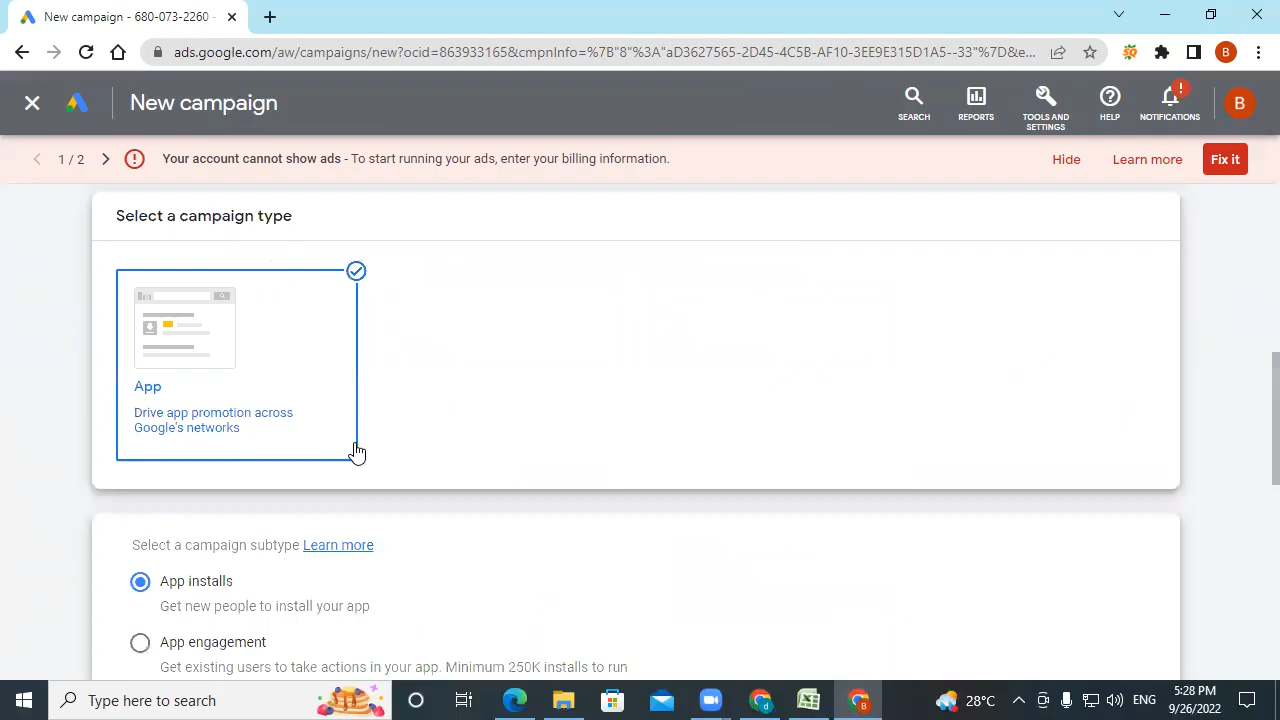 New campaign - 680-073-2260 -
ads.google.com/aw/campaigns/new?ocid=863933165&cmpnInfo=%7B"8"%3A"aD3627565-2D45-4C5B-AF10-3EE9E315D1A5--33"%7D&e...
B
New campaign
SEARCH
REPORTS
TOOLS AND
SETTINGS
HELP
!
NOTIFICATIONS
B
1 / 2
Your account cannot show ads - To start running your ads, enter your billing information.
Hide
Learn more
Fix it
Select a campaign type
App
Drive app promotion across
Google's networks
Select a campaign subtype Learn more
App installs
Get new people to install your app
App engagement
Get existing users to take actions in your app. Minimum 250K installs to run
Type here to search
28°C
ENG
5:28 PM
9/26/2022